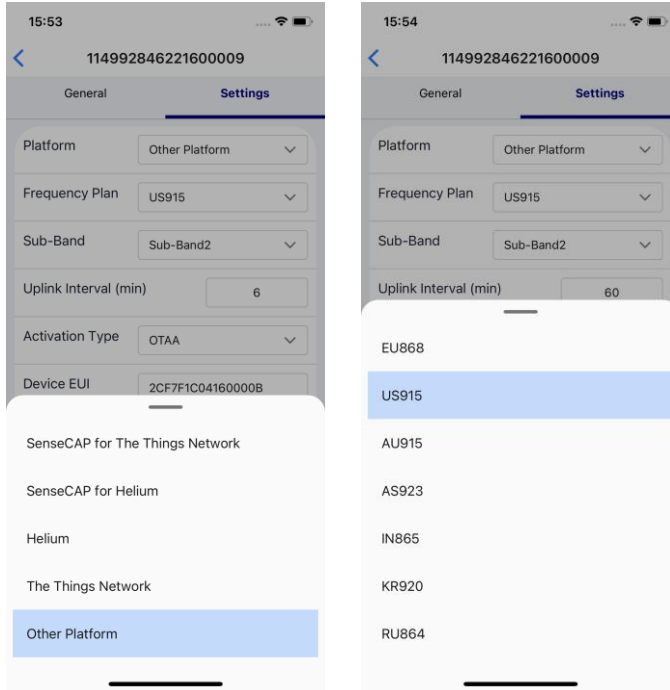 15:53
114992846221600009
General Settings
Platform Other Platform
Frequency Plan US915
Sub-Band Sub-Band2
Uplink Interval (min) 6
Activation Type OTAA
Device EUI 2CF7F1C04160000B
SenseCAP for The Things Network
SenseCAP for Helium
Helium
The Things Network
Other Platform
15:54
114992846221600009
General Settings
Platform Other Platform
Frequency Plan US915
Sub-Band Sub-Band2
Uplink Interval (min) 60
EU868
US915
AU915
AS923
IN865
KR920
RU864